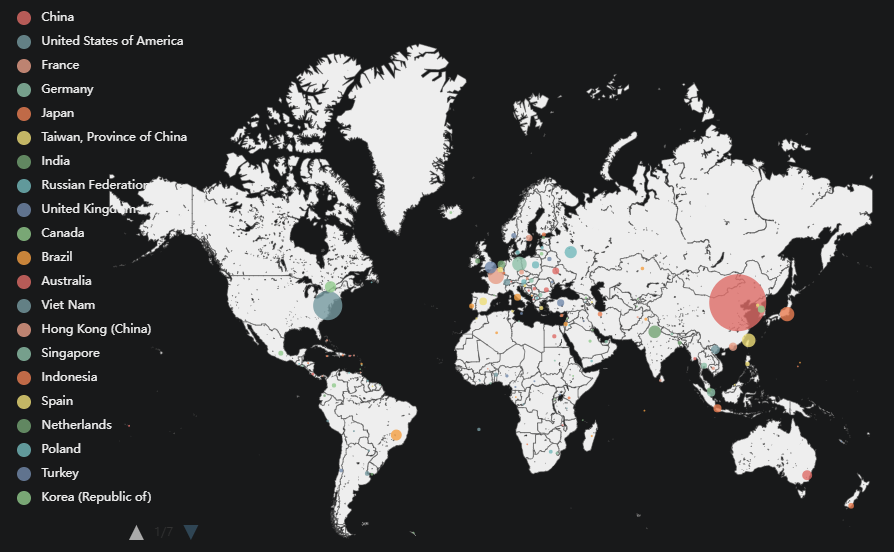 China
United States of America
France
Germany
Japan
Taiwan, Province of China
India
Russian Federation
United Kingdom
Canada
Brazil
Australia
Viet Nam
Hong Kong (China)
Singapore
Indonesia
Spain
Netherlands
Poland
Turkey
Korea (Republic of)
1/7